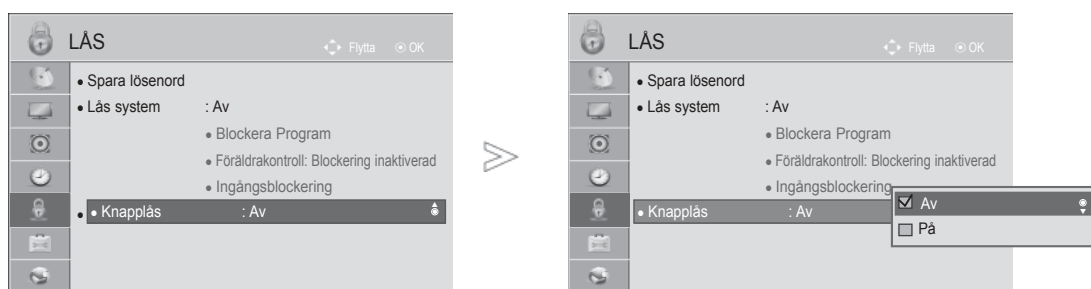 LÅS Flytta OK
• Spara lösenord
• Lås system : Av
• Blockera Program
• Föräldrakontroll: Blockering inaktiverad
• Ingångsblockering
• • Knapplås : Av
LÅS Flytta OK
• Spara lösenord
• Lås system : Av
• Blockera Program
• Föräldrakontroll: Blockering inaktiverad
• Ingångsblockering
• Knapplås : Av
Av
På